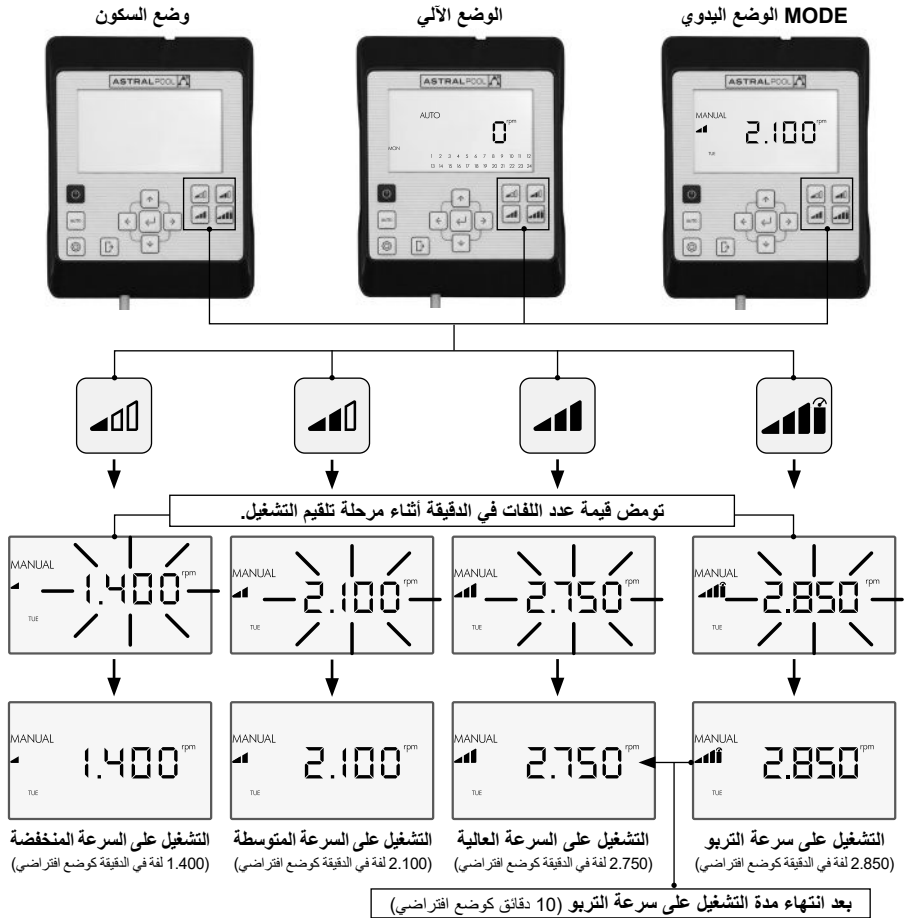 MODE الوضع اليدوي
الوضع الآلي
وضع السكون
ASTRALPOOL
ASTRALPOOL
ASTRALPOOL
MANUAL
2.100 rpm
TUE
AUTO
0 rpm
MON
1 2 3 4 5 6 7 8 9 10 11 12
13 14 15 16 17 18 19 20 21 22 23 24
AUTO
AUTO
AUTO
تومض قيمة عدد اللفات في الدقيقة أثناء مرحلة تلقيم التشغيل.
MANUAL
1.400 rpm
TUE
MANUAL
2.100 rpm
TUE
MANUAL
2.750 rpm
TUE
MANUAL
2.850 rpm
TUE
MANUAL
1.400 rpm
TUE
MANUAL
2.100 rpm
TUE
MANUAL
2.750 rpm
TUE
MANUAL
2.850 rpm
TUE
التشغيل على السرعة المنخفضة
(1.400 لفة في الدقيقة كوضع افتراضي)
التشغيل على السرعة المتوسطة
(2.100 لفة في الدقيقة كوضع افتراضي)
التشغيل على السرعة العالية
(2.750 لفة في الدقيقة كوضع افتراضي)
التشغيل على سرعة التربو
(2.850 لفة في الدقيقة كوضع افتراضي)
بعد انتهاء مدة التشغيل على سرعة التربو (10 دقائق كوضع افتراضي)